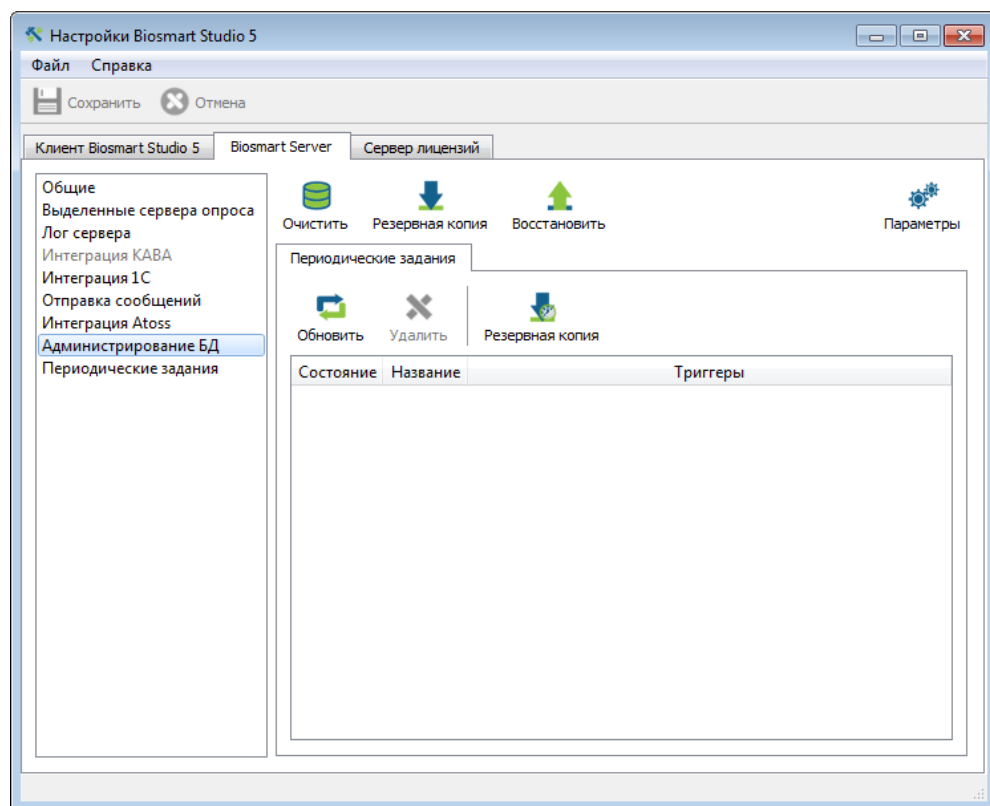 Настройки Biosmart Studio 5
Файл Справка
Сохранить Отмена
Клиент Biosmart Studio 5 Biosmart Server Сервер лицензий
Общие
Выделенные сервера опроса
Лог сервера
Интеграция KABA
Интеграция 1С
Отправка сообщений
Интеграция Atoss
Администрирование БД
Периодические задания
Очистить Резервная копия Восстановить Параметры
Периодические задания
Обновить Удалить Резервная копия
Состояние Название Триггеры